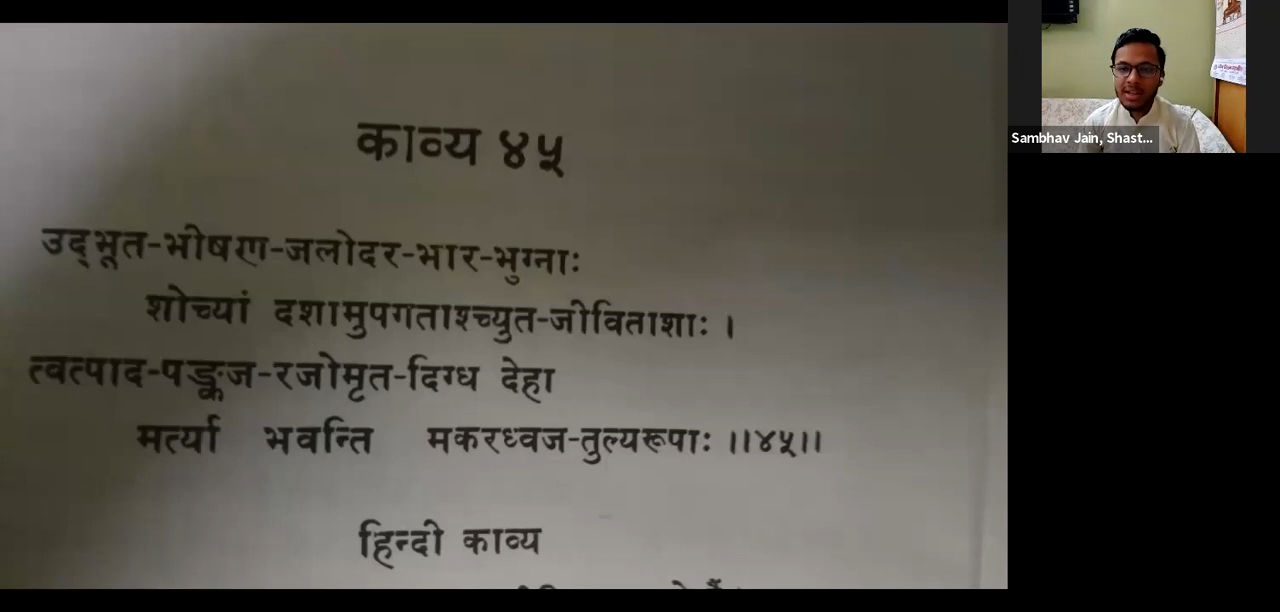 काव्य ४५
उद्भूत-भीषण-जलोदर-भार-भुग्नाः
शोच्यां दशामुपगताश्च्युत-जीविताशाः ।
त्वत्पाद-पङ्कज-रजोमृत-दिग्ध देहा
मर्त्या भवन्ति मकरध्वज-तुल्यरूपाः ।।४५।।
हिन्दी काव्य
Sambhav Jain, Shast...